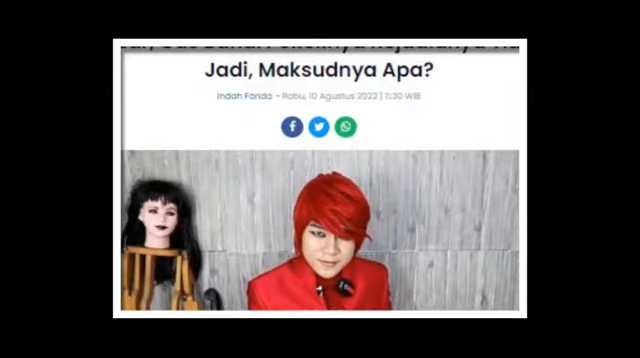 Jadi, Maksudnya Apa?
Indah Farida - Rabu, 10 Agustus 2022 | 11:30 WIB